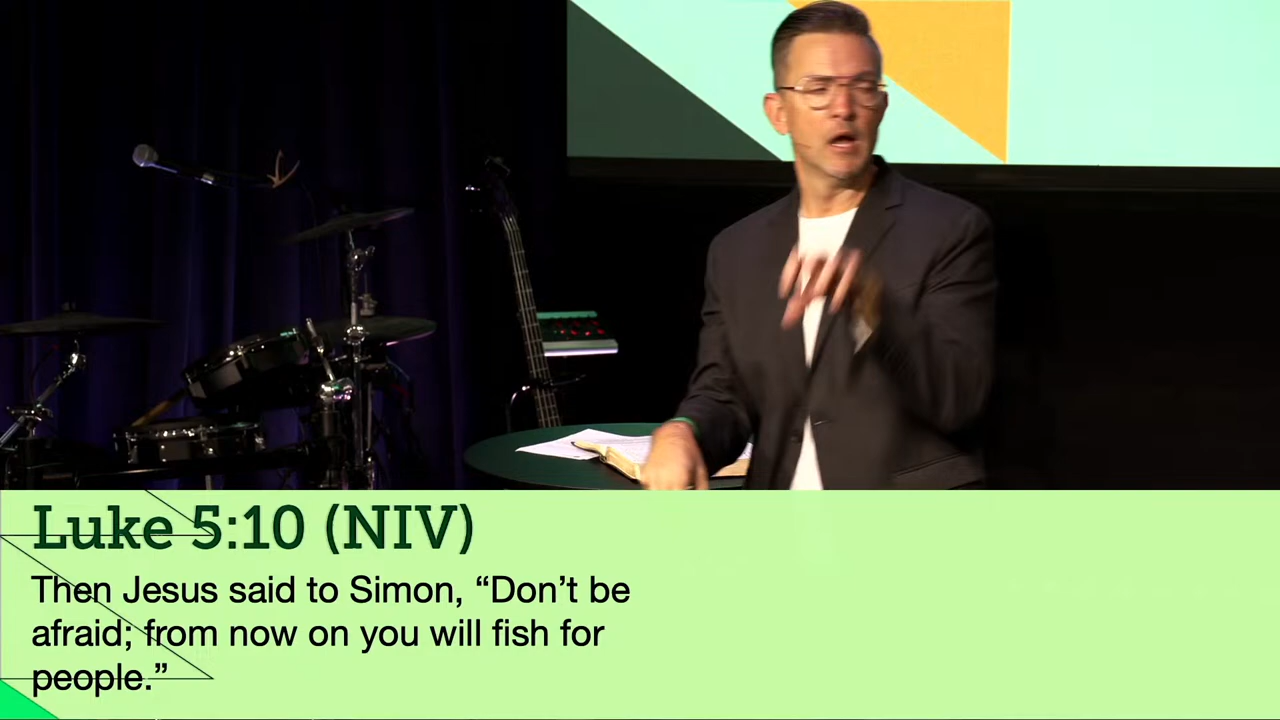 Luke 5:10 (NIV)
Then Jesus said to Simon, “Don’t be
afraid; from now on you will fish for
people.”